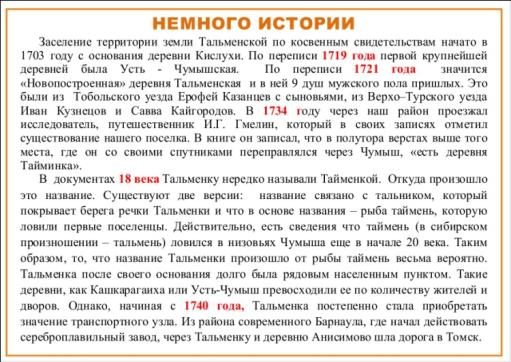 НЕМНОГО ИСТОРИИ
Заселение территории земли Тальменской по косвенным свидетельствам начато в
1703 году с основания деревни Кислухи. По переписи 1719 года первой крупнейшей
деревней была Усть - Чумышская. По переписи 1721 года значится
«Новопостроенная» деревня Тальменская и в ней 9 душ мужского пола пришлых. Это
были из Тобольского уезда Ерофей Казанцев с сыновьями, из Верхо–Турского уезда
Иван Кузнецов и Савва Кайгородов. В 1734 году через наш район проезжал
исследователь, путешественник И.Г. Гмелин, который в своих записях отметил
существование нашего поселка. В книге он записал, что в полутора верстах выше того
места, где он со своими спутниками переправлялся через Чумыш, «есть деревня
Тайминка».
В документах 18 века Тальменку нередко называли Тайменкой. Откуда произошло
это название. Существуют две версии: название связано с тальником, который
покрывает берега речки Тальменки и что в основе названия – рыба таймень, которую
ловили первые поселенцы. Действительно, есть сведения что таймень (в сибирском
произношении – тальмень) ловился в низовьях Чумыша еще в начале 20 века. Таким
образом, то, что название Тальменки произошло от рыбы таймень весьма вероятно.
Тальменка после своего основания долго была рядовым населенным пунктом. Такие
деревни, как Кашкарагаиха или Усть-Чумыш превосходили ее по количеству жителей и
дворов. Однако, начиная с 1740 года, Тальменка постепенно стала приобретать
значение транспортного узла. Из района современного Барнаула, где начал действовать
сереброплавильный завод, через Тальменку и деревню Анисимово шла дорога в Томск.